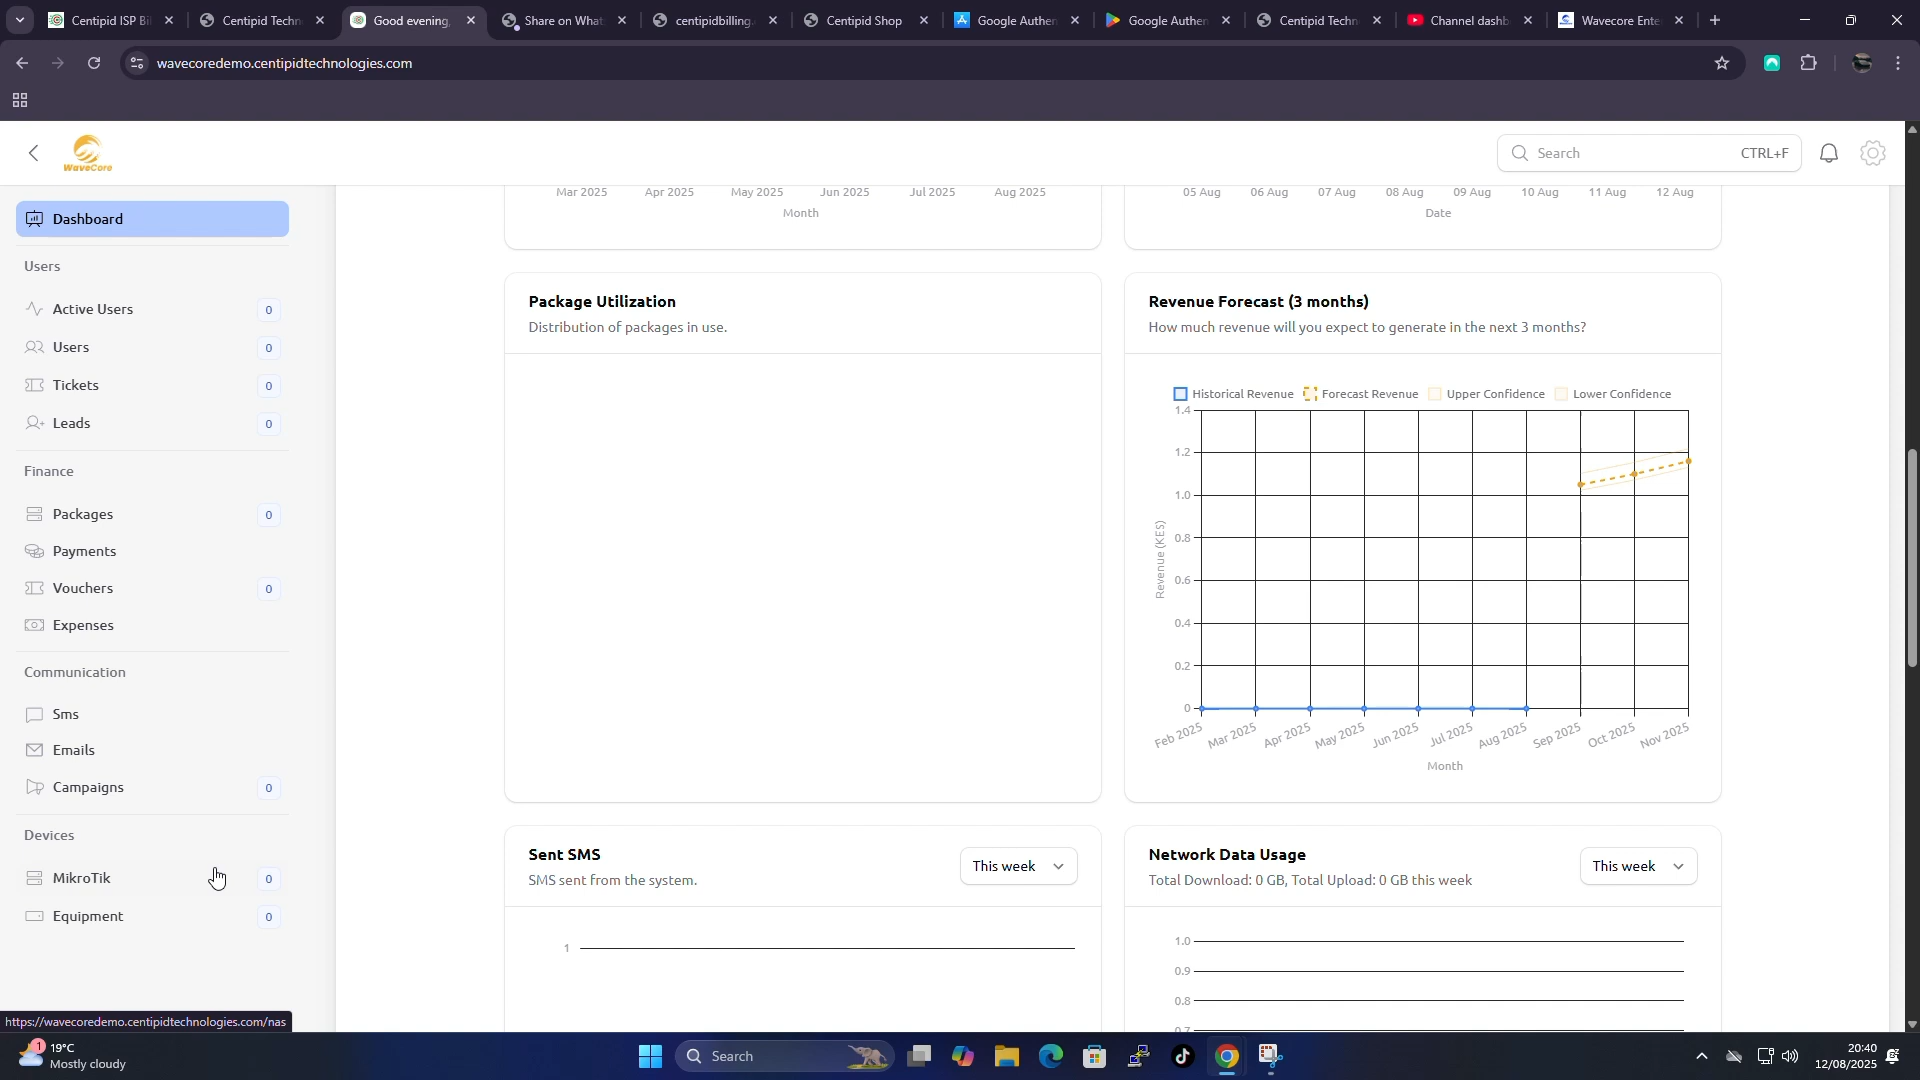 Centipid ISP Bi
Centipid Techn
Good evening,
Share on What
centipidbilling.
Centipid Shop
Google Authen
Google Authen
Centipid Techn
Channel dashb
Wavecore Ente
wavecoredemo.centipidtechnologies.com
WaveCore
Search
CTRL+F
Dashboard
Users
Active Users 0
Users 0
Tickets 0
Leads 0
Finance
Packages 0
Payments
Vouchers 0
Expenses
Communication
Sms
Emails
Campaigns 0
Devices
MikroTik 0
Equipment 0
Mar 2025 Apr 2025 May 2025 Jun 2025 Jul 2025 Aug 2025
Month
05 Aug 06 Aug 07 Aug 08 Aug 09 Aug 10 Aug 11 Aug 12 Aug
Date
Package Utilization
Distribution of packages in use.
Revenue Forecast (3 months)
How much revenue will you expect to generate in the next 3 months?
Historical Revenue Forecast Revenue Upper Confidence Lower Confidence
1.4
1.2
1.0
0.8
0.6
0.4
0.2
0
Revenue (KES)
Feb 2025 Mar 2025 Apr 2025 May 2025 Jun 2025 Jul 2025 Aug 2025 Sep 2025 Oct 2025 Nov 2025
Month
Sent SMS
SMS sent from the system.
This week
1
Network Data Usage
Total Download: 0 GB, Total Upload: 0 GB this week
This week
1.0
0.9
0.8
0.7
https://wavecoredemo.centipidtechnologies.com/nas
1
19°C
Mostly cloudy
Search
20:40
12/08/2025